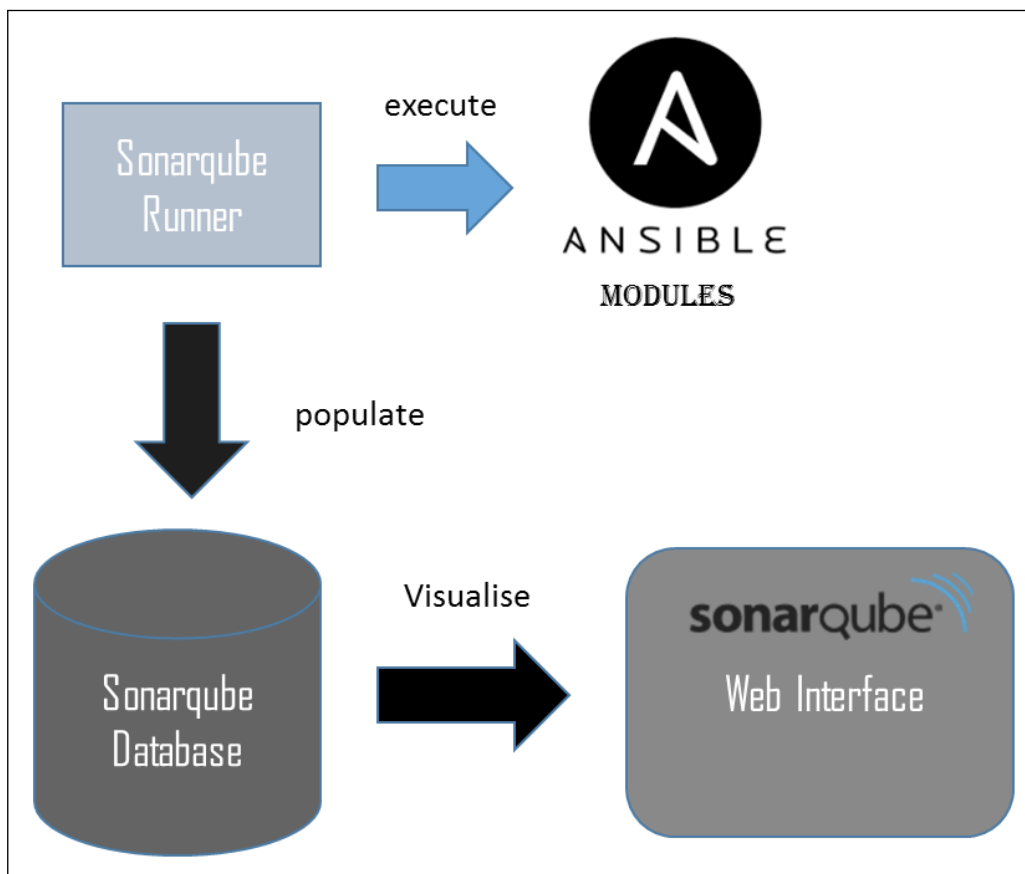 Sonarqube
Runner
execute
ANSIBLE
MODULES
populate
Sonarqube
Database
Visualise
sonarqube
Web Interface